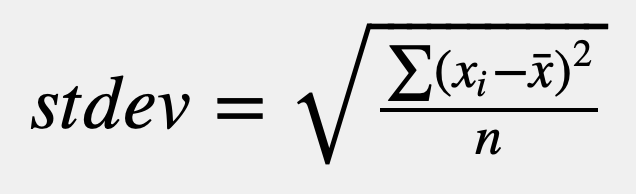 stdev = √(∑(xᵢ−x̄)²/n)